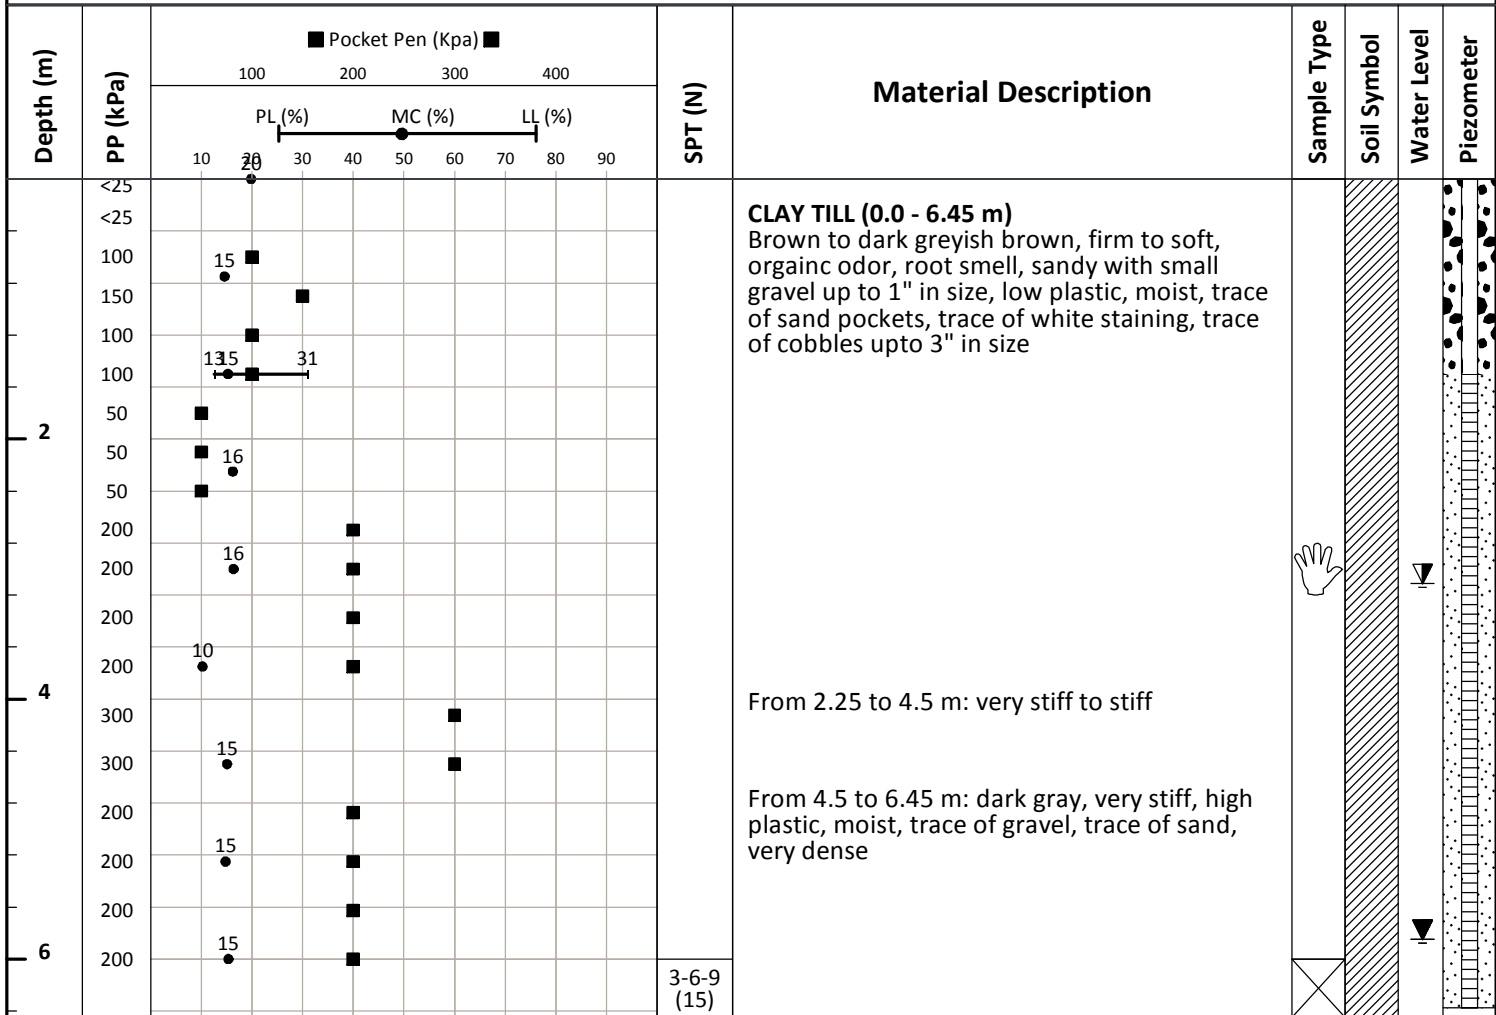 Depth (m)
PP (kPa)
Pocket Pen (Kpa)
100 200 300 400
PL (%) MC (%) LL (%)
10 20 30 40 50 60 70 80 90
SPT (N)
Material Description
Sample Type
Soil Symbol
Water Level
Piezometer
20
<25
<25
CLAY TILL (0.0 - 6.45 m)
Brown to dark greyish brown, firm to soft,
orgainc odor, root smell, sandy with small
gravel up to 1" in size, low plastic, moist, trace
of sand pockets, trace of white staining, trace
of cobbles upto 3" in size
100
15
150
100
13 15 31
100
50
2
50
16
50
200
16
200
200
10
200
4
From 2.25 to 4.5 m: very stiff to stiff
300
15
300
From 4.5 to 6.45 m: dark gray, very stiff, high
plastic, moist, trace of gravel, trace of sand,
very dense
200
15
200
200
15
6
200
3-6-9
(15)